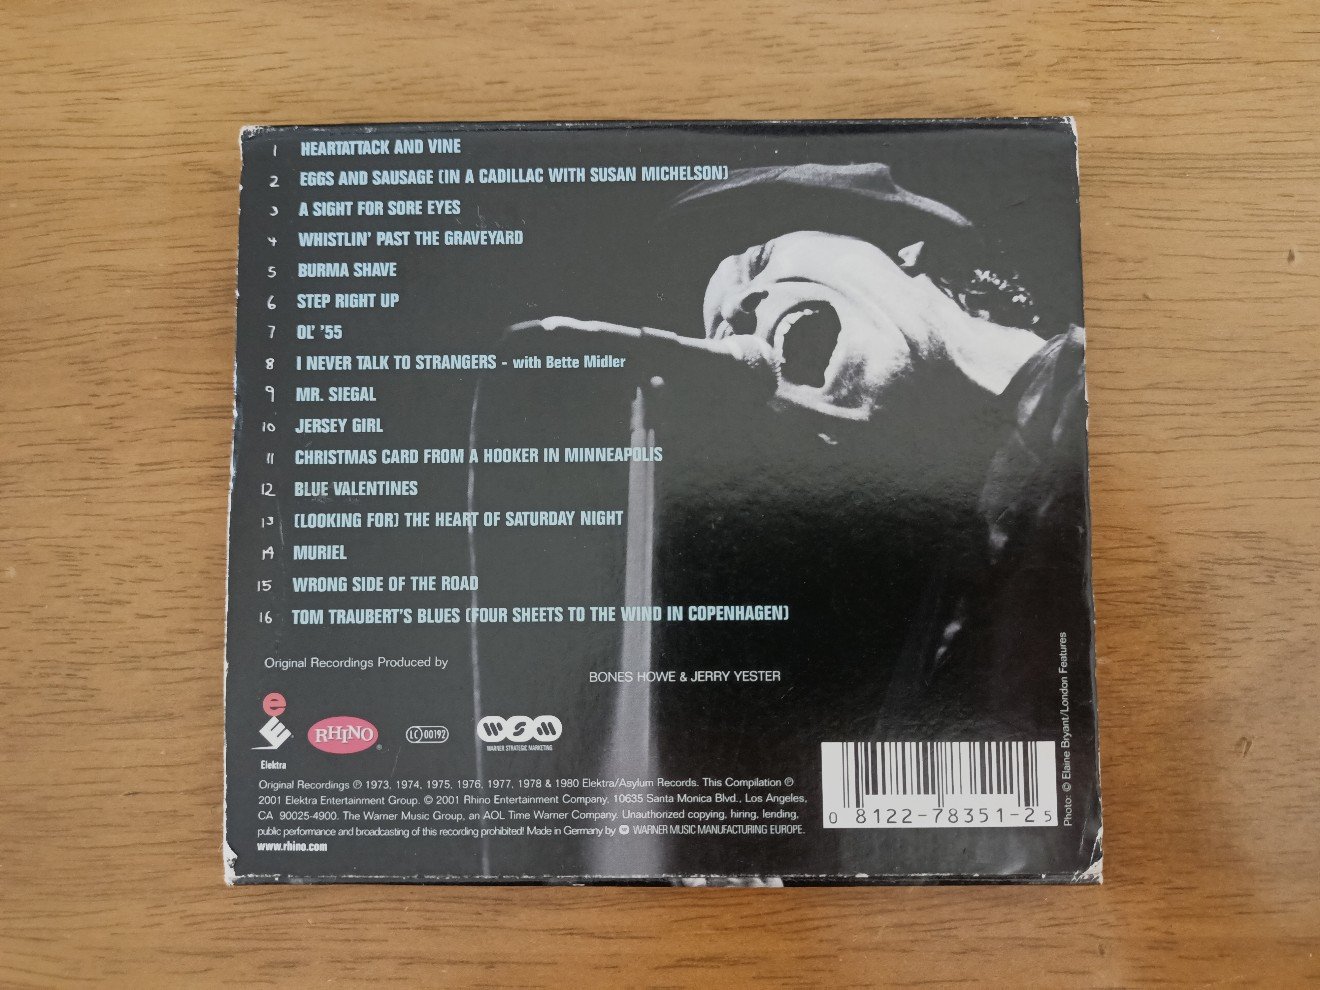 1 HEARTATTACK AND VINE
2 EGGS AND SAUSAGE (IN A CADILLAC WITH SUSAN MICHELSON)
3 A SIGHT FOR SORE EYES
4 WHISTLIN' PAST THE GRAVEYARD
5 BURMA SHAVE
6 STEP RIGHT UP
7 OL' '55
8 I NEVER TALK TO STRANGERS - with Bette Midler
9 MR. SIEGAL
10 JERSEY GIRL
11 CHRISTMAS CARD FROM A HOOKER IN MINNEAPOLIS
12 BLUE VALENTINES
13 (LOOKING FOR) THE HEART OF SATURDAY NIGHT
14 MURIEL
15 WRONG SIDE OF THE ROAD
16 TOM TRAUBERT'S BLUES (FOUR SHEETS TO THE WIND IN COPENHAGEN)
Original Recordings Produced by
BONES HOWE & JERRY YESTER
e
Elektra
RHINO ®
LC 00192
WSM
WARNER STRATEGIC MARKETING
Original Recordings ℗ 1973, 1974, 1975, 1976, 1977, 1978 & 1980 Elektra/Asylum Records. This Compilation ℗
2001 Elektra Entertainment Group. © 2001 Rhino Entertainment Company. 10635 Santa Monica Blvd., Los Angeles,
CA 90025-4900. The Warner Music Group, an AOL Time Warner Company. Unauthorized copying, hiring, lending,
public performance and broadcasting of this recording prohibited! Made in Germany by WARNER MUSIC MANUFACTURING EUROPE.
www.rhino.com
0 81227-83512 5
Photo: © Elaine Bryant/London Features